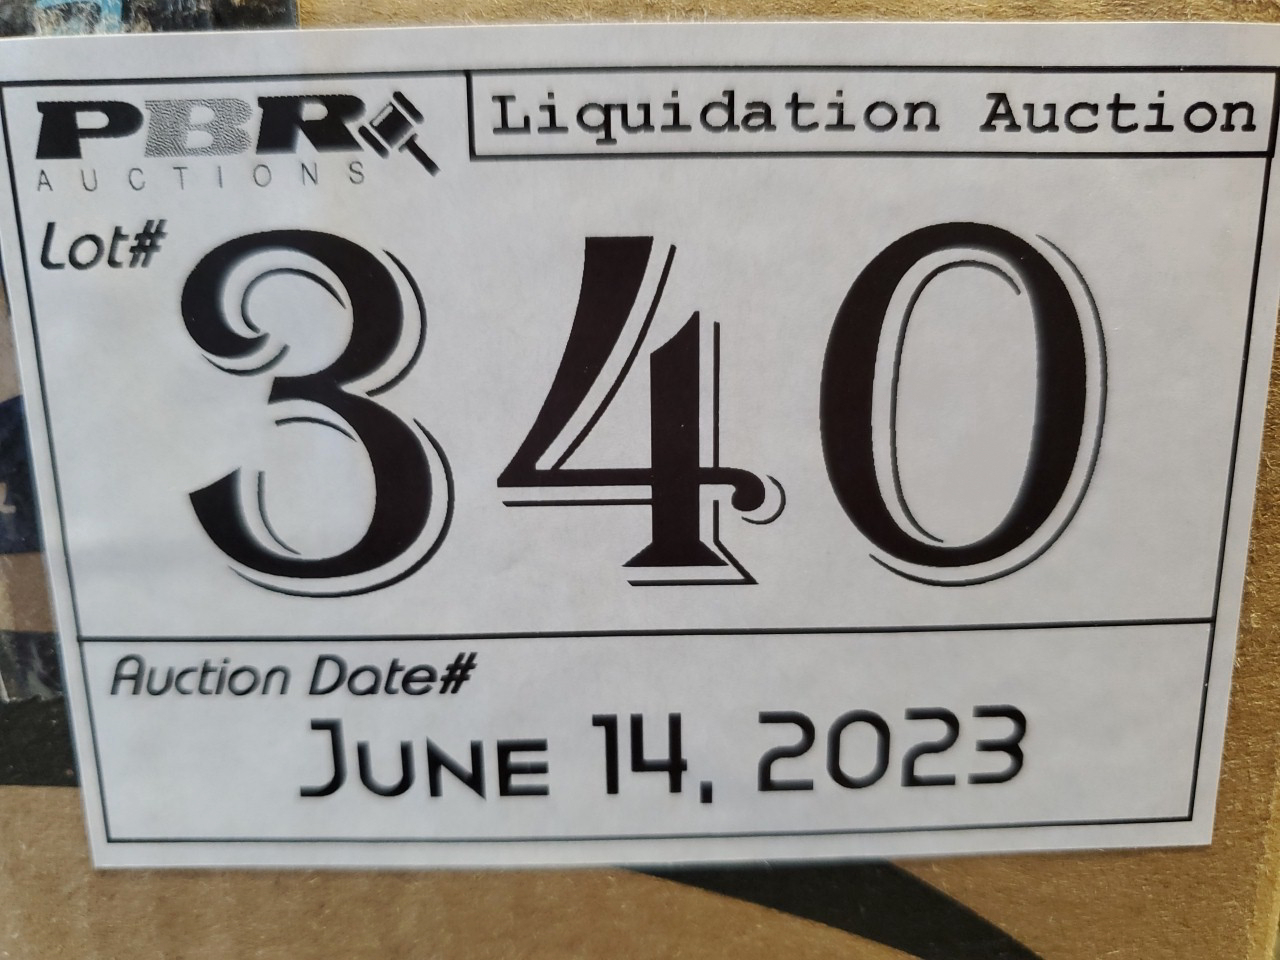 PBR
AUCTIONS
Liquidation Auction
Lot#
340
Auction Date#
June 14, 2023